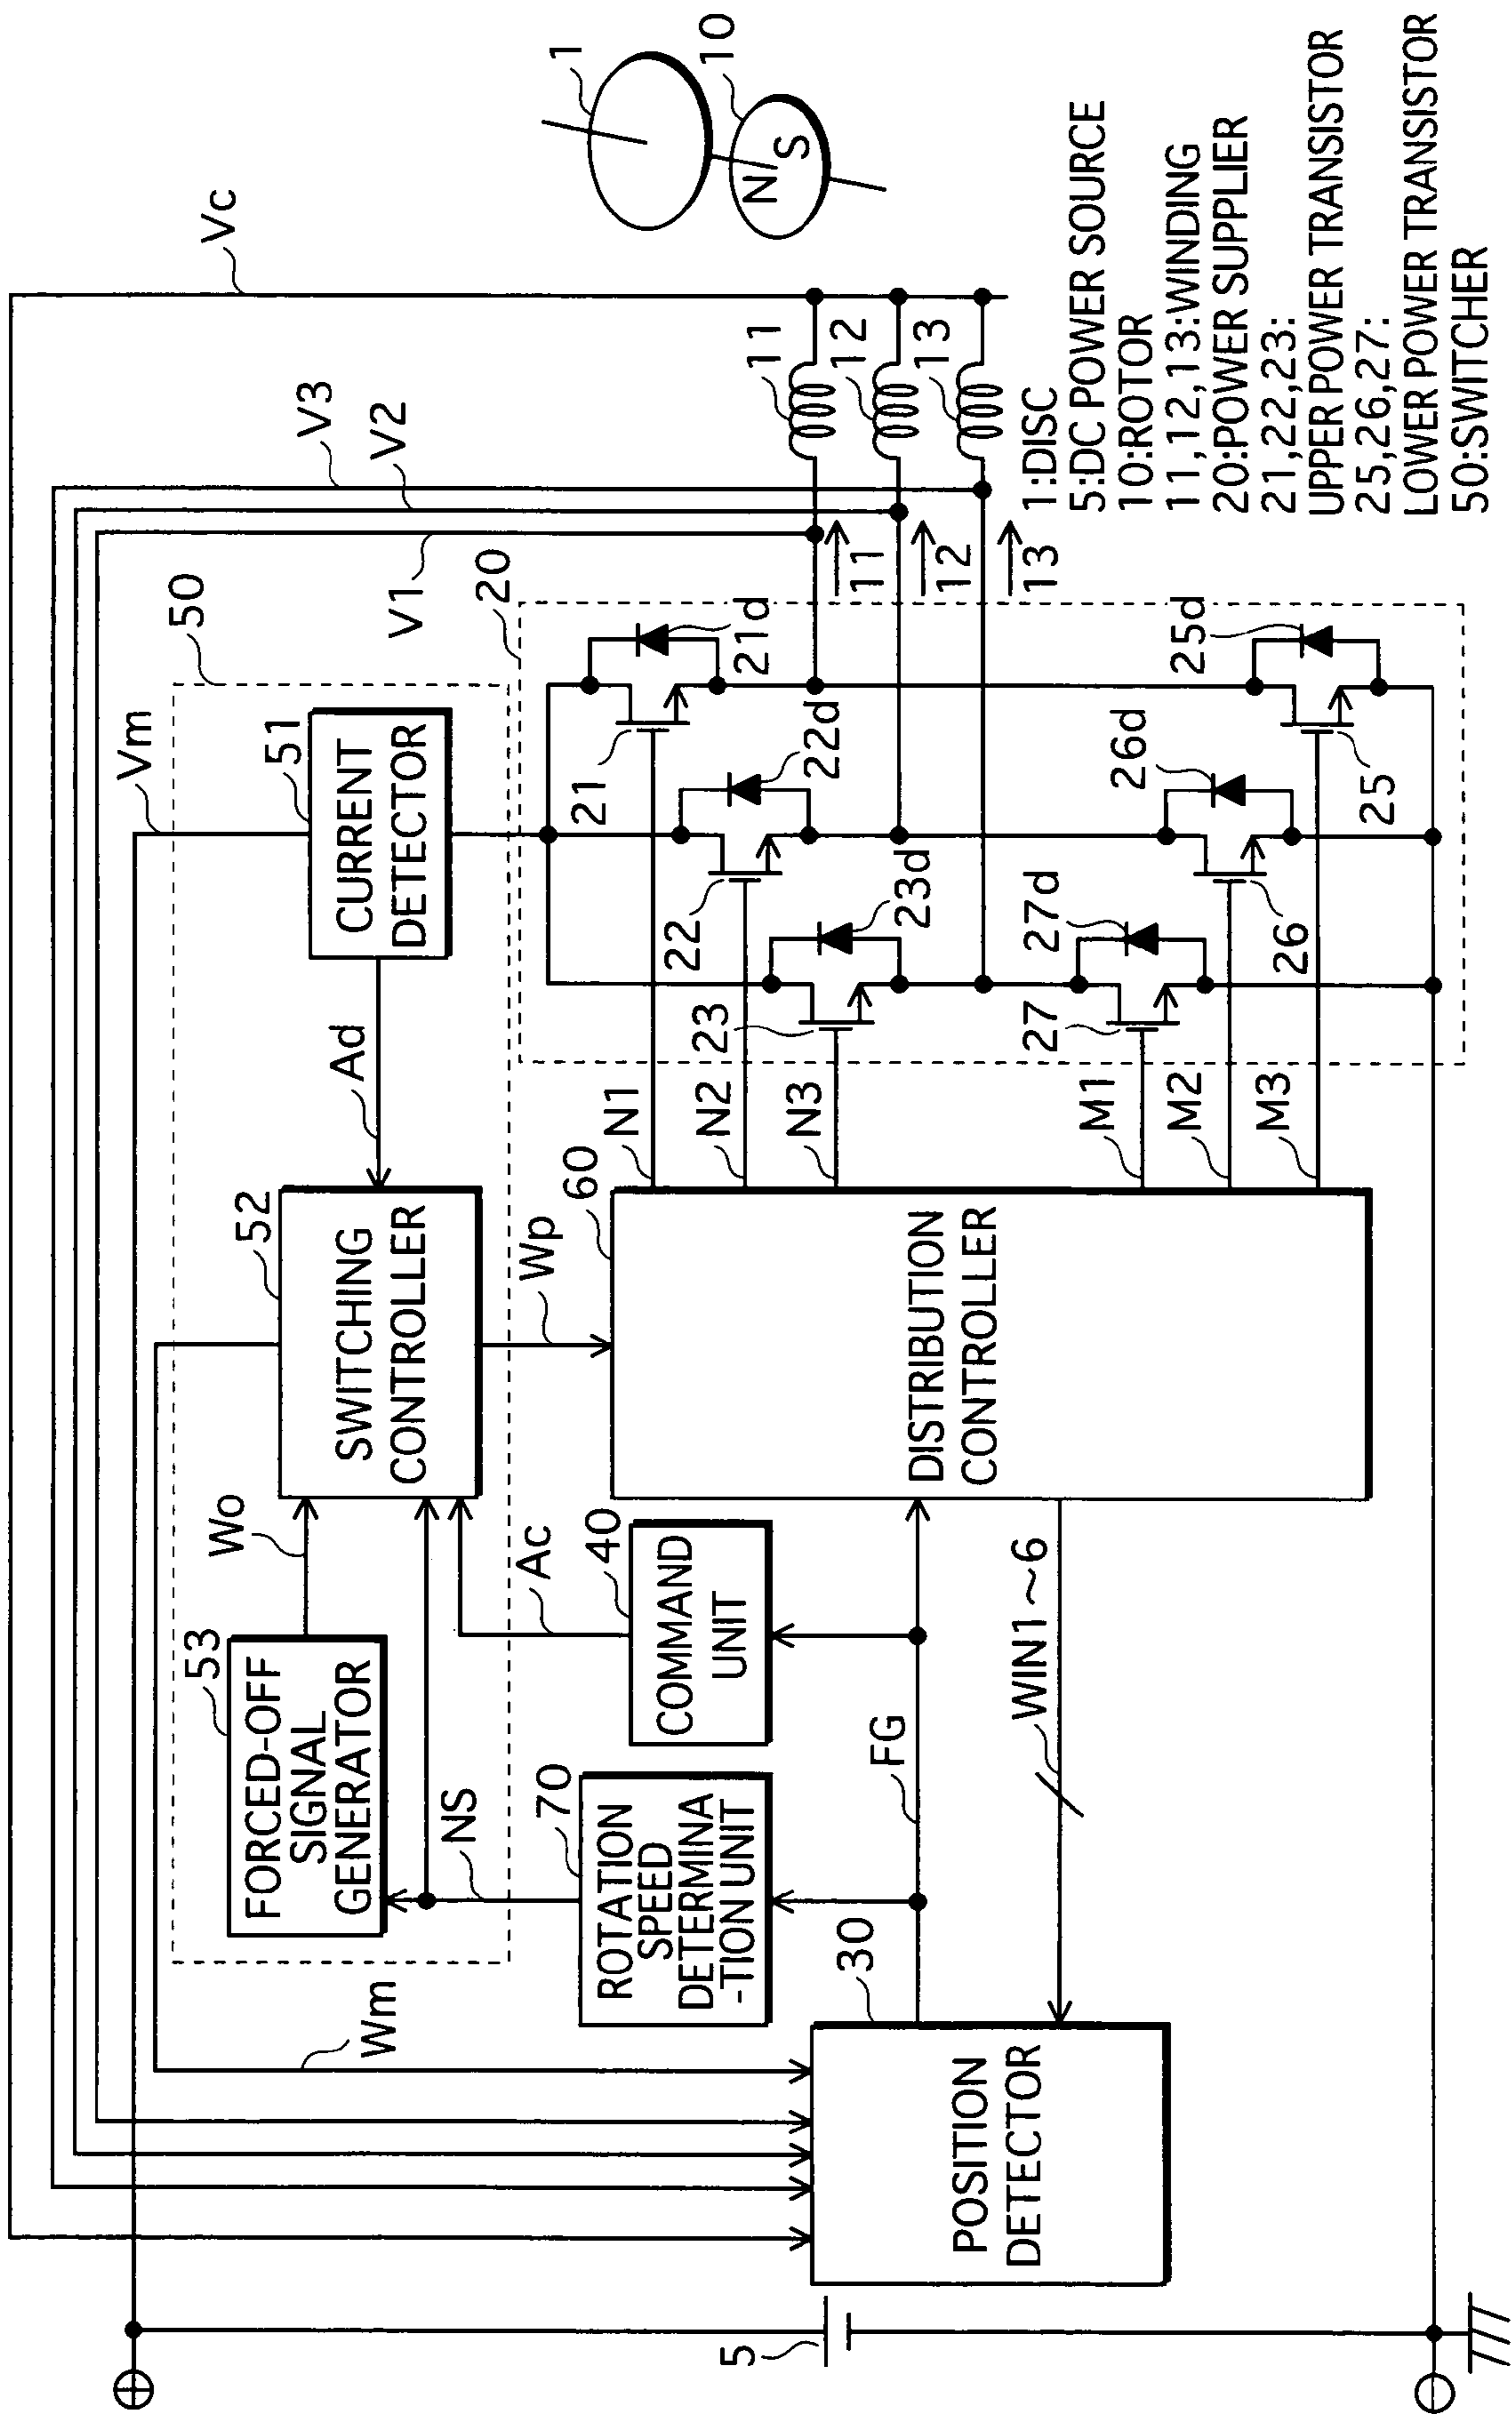 Vc
V3
V2
V1
Vm
Wm
50
51
CURRENT
DETECTOR
Ad
52
SWITCHING
CONTROLLER
Wo
53
FORCED-OFF
SIGNAL
GENERATOR
NS
Wp
Ac
70
ROTATION
SPEED
DETERMINA
-TION UNIT
40
COMMAND
UNIT
FG
60
DISTRIBUTION
CONTROLLER
WIN1~6
30
POSITION
DETECTOR
5
N1
N2
N3
M1
M2
M3
20
21
21d
22
22d
23
23d
25
25d
26
26d
27
27d
11
12
13
11
12
13
1
10
N
S
1:DISC
5:DC POWER SOURCE
10:ROTOR
11,12,13:WINDING
20:POWER SUPPLIER
21,22,23:
UPPER POWER TRANSISTOR
25,26,27:
LOWER POWER TRANSISTOR
50:SWITCHER